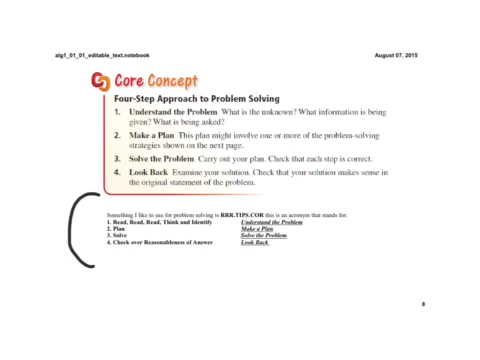 alg1_01_01_editable_text.notebook
August 07, 2015
Core Concept
Four-Step Approach to Problem Solving
1. Understand the Problem What is the unknown? What information is being
given? What is being asked?
2. Make a Plan This plan might involve one or more of the problem-solving
strategies shown on the next page.
3. Solve the Problem Carry out your plan. Check that each step is correct.
4. Look Back Examine your solution. Check that your solution makes sense in
the original statement of the problem.
Something I like to use for problem solving is RRR.TIPS.COR this is an acronym that stands for:
1. Read, Read, Read, Think and Identify Understand the Problem
2. Plan Make a Plan
3. Solve Solve the Problem
4. Check over Reasonableness of Answer Look Back
8